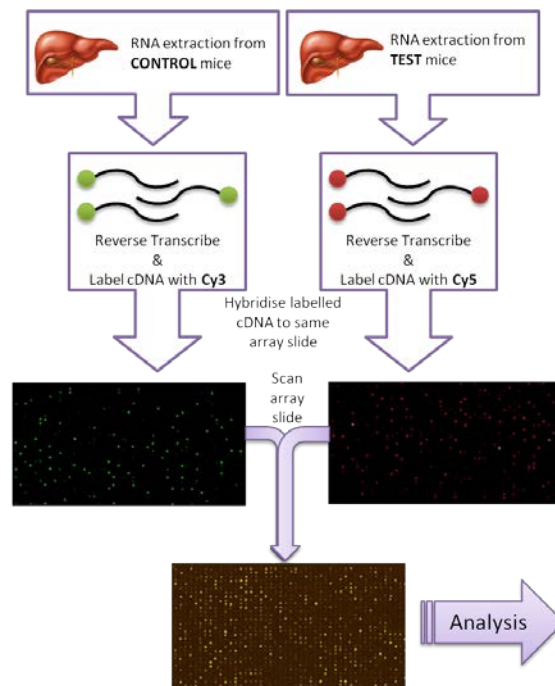 RNA extraction from
CONTROL mice
RNA extraction from
TEST mice
Reverse Transcribe
&
Label cDNA with Cy3
Reverse Transcribe
&
Label cDNA with Cy5
Hybridise labelled
cDNA to same
array slide
Scan
array
slide
Analysis